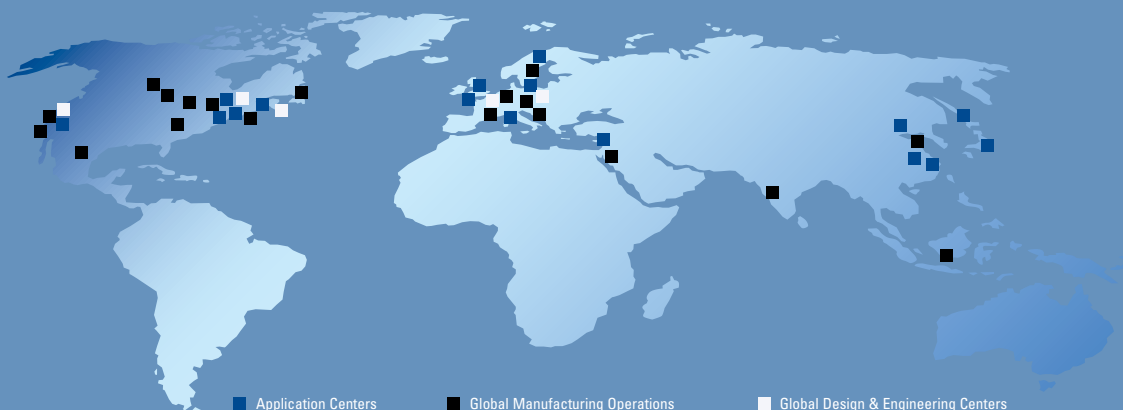 Application Centers
Global Manufacturing Operations
Global Design & Engineering Centers